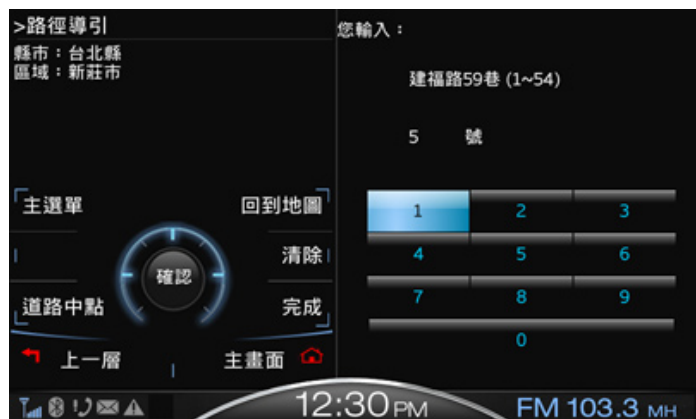 >路徑導引
縣市：台北縣
區域：新莊市
主選單
回到地圖
清除
確認
道路中點
完成
上一層
主畫面
您輸入：
建福路59巷 (1~54)
5 號
1 2 3
4 5 6
7 8 9
0
12:30 PM
FM 103.3 MH